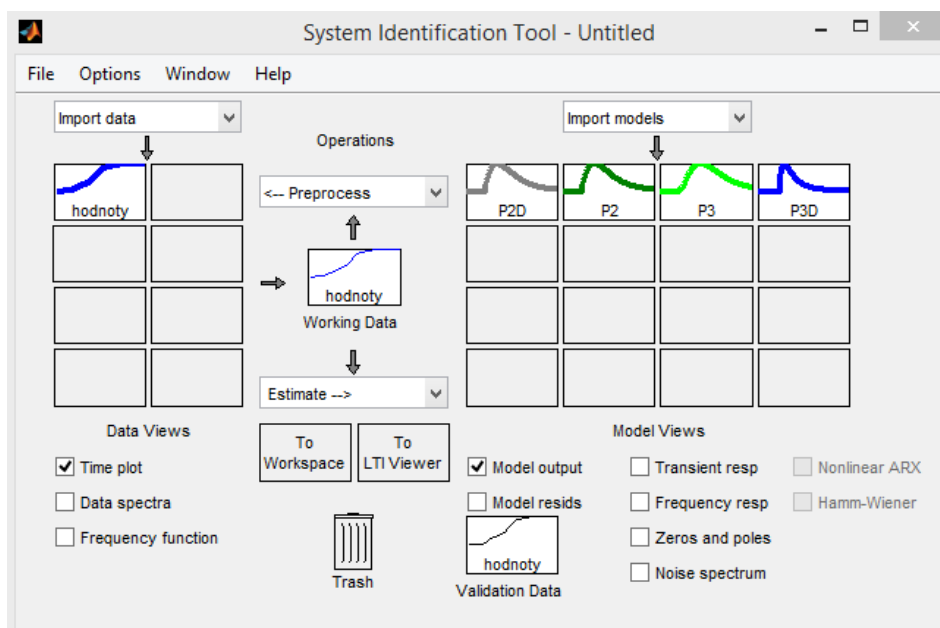 System Identification Tool - Untitled
File Options Window Help
Import data
Operations
Import models
hodnoty
<-- Preprocess
P2D
P2
P3
P3D
hodnoty
Working Data
Estimate -->
Data Views
To Workspace
To LTI Viewer
Model Views
Time plot
Data spectra
Frequency function
Trash
Model output
Model resids
hodnoty
Validation Data
Transient resp
Frequency resp
Zeros and poles
Noise spectrum
Nonlinear ARX
Hamm-Wiener